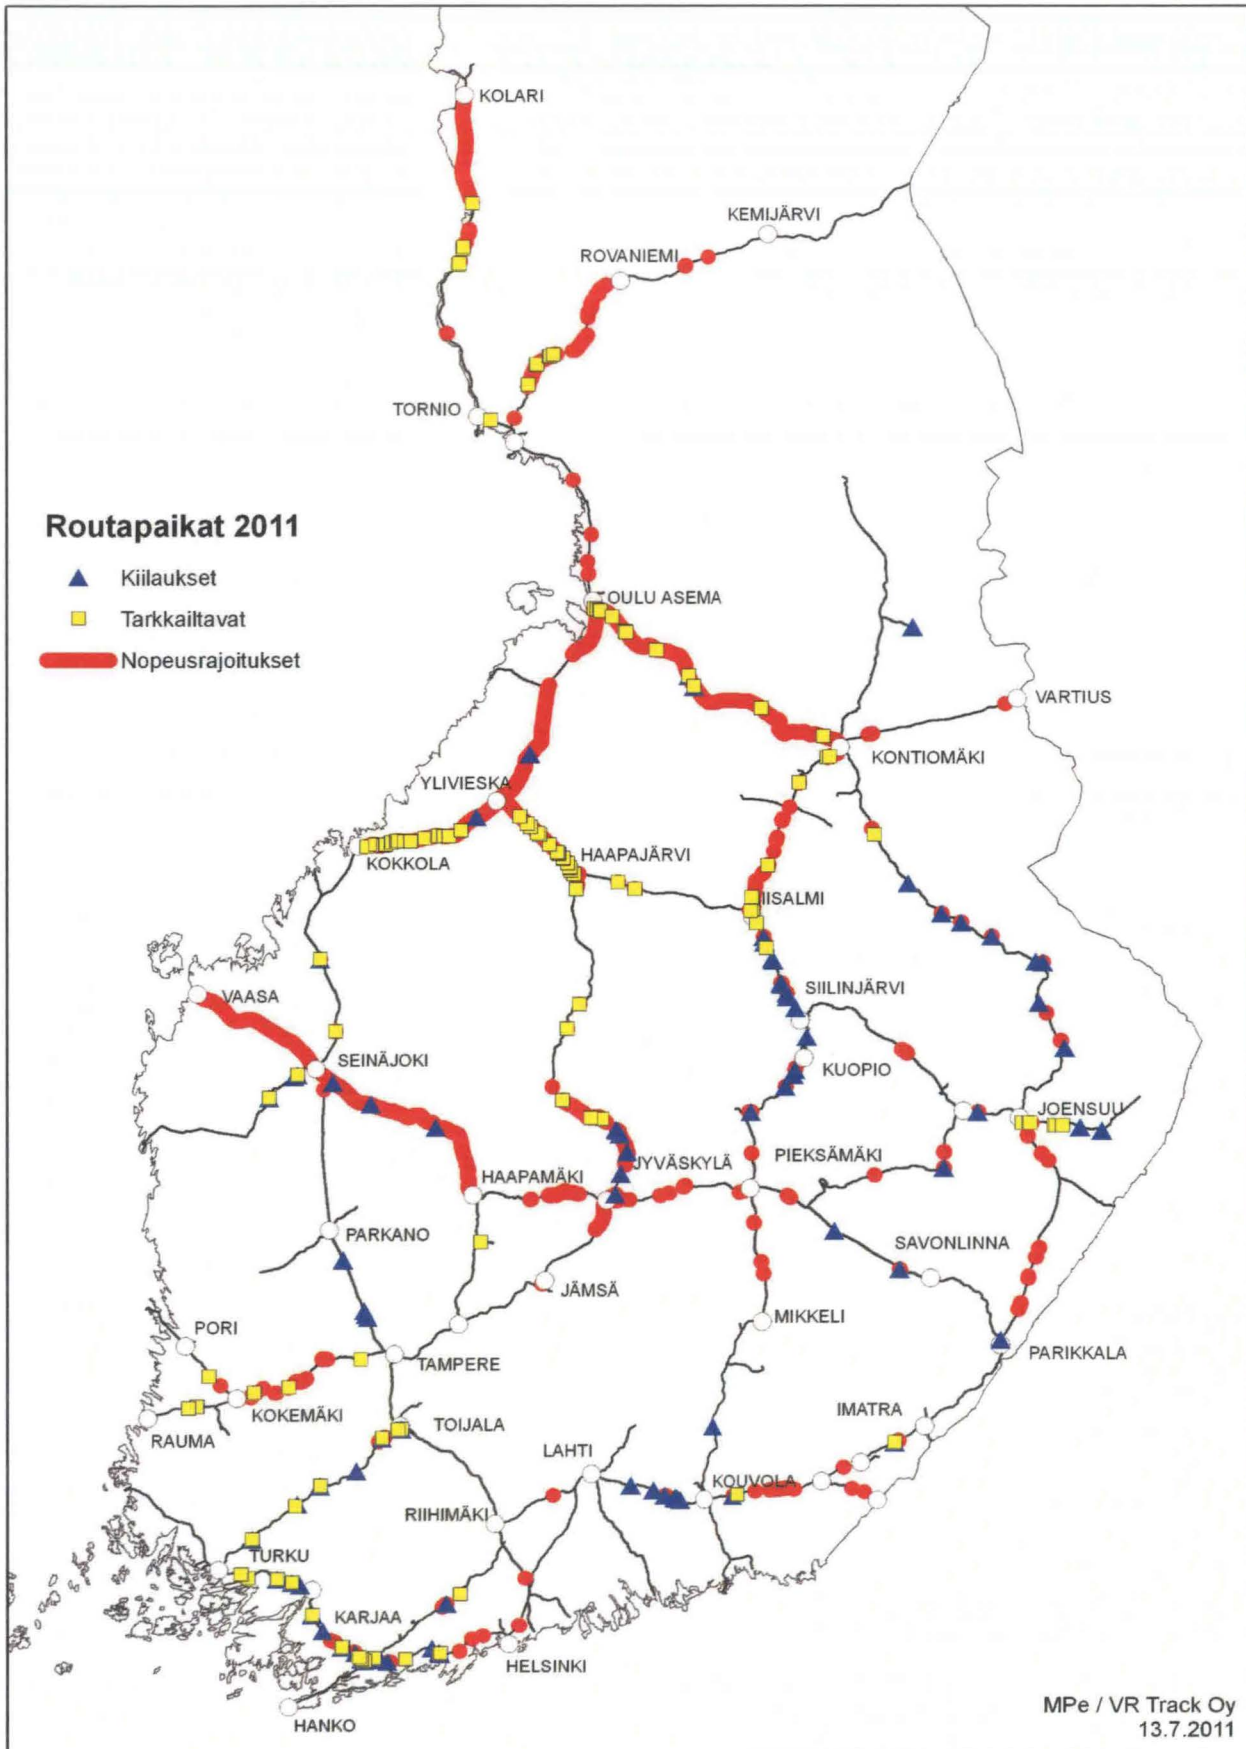 KOLARI
KEMIJÄRVI
ROVANIEMI
TORNIO
Routapaikat 2011
Kiilaukset
Tarkkailtavat
Nopeusrajoitukset
OULU ASEMA
VARTIUS
KONTIOMÄKI
YLIVIESKA
KOKKOLA
HAAPAJÄRVI
IISALMI
VAASA
SIILINJÄRVI
SEINÄJOKI
KUOPIO
JOENSUU
HAAPAMÄKI
JYVÄSKYLÄ
PIEKSÄMÄKI
PARKANO
SAVONLINNA
JÄMSÄ
PORI
MIKKELI
TAMPERE
PARIKKALA
KOKEMÄKI
RAUMA
TOIJALA
IMATRA
LAHTI
KOUVOLA
RIIHIMÄKI
TURKU
KARJAA
HELSINKI
HANKO
MPe / VR Track Oy
13.7.2011